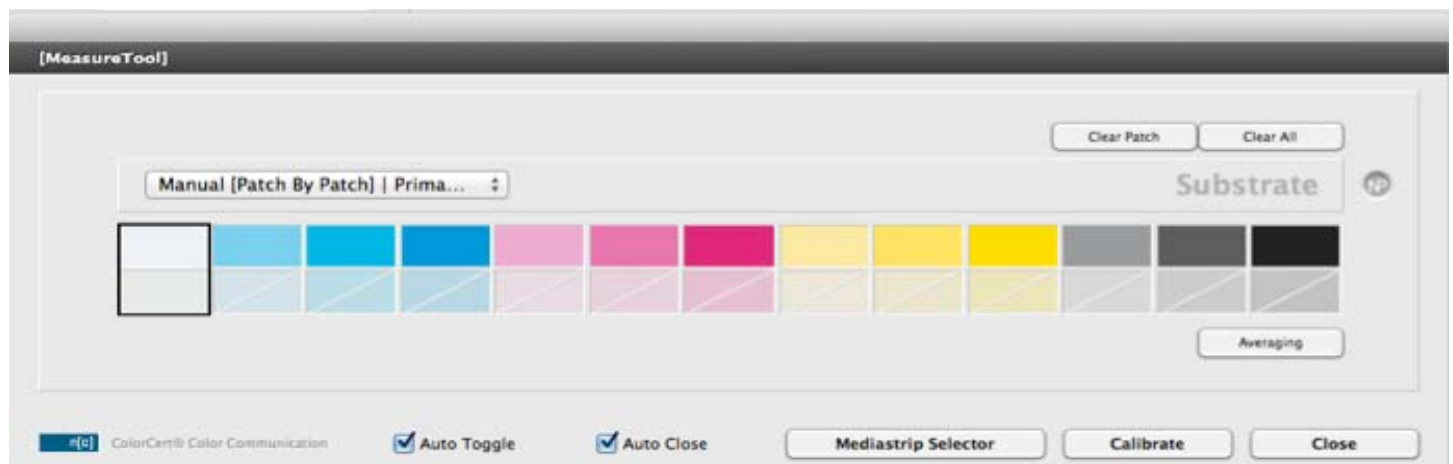 [MeasureTool]
Clear Patch Clear All
Manual [Patch By Patch] | Prima... Substrate NP
Averaging
n[c] ColorCert® Color Communication Auto Toggle Auto Close Mediastrip Selector Calibrate Close